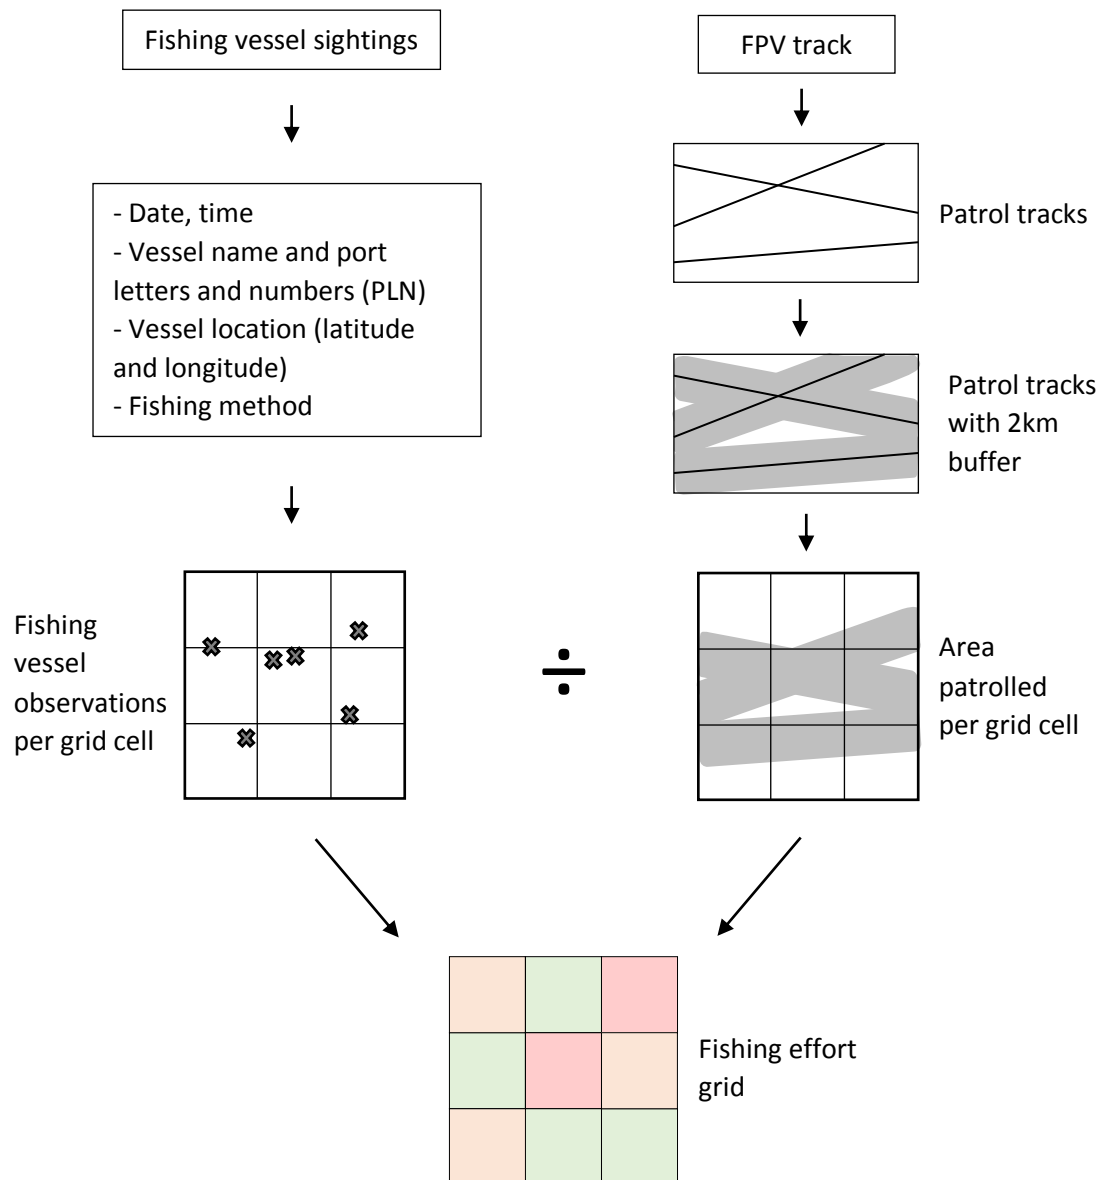 Fishing vessel sightings
FPV track
- Date, time
- Vessel name and port
letters and numbers (PLN)
- Vessel location (latitude
and longitude)
- Fishing method
Patrol tracks
Patrol tracks
with 2km
buffer
Fishing
vessel
observations
per grid cell
÷
Area
patrolled
per grid cell
Fishing effort
grid